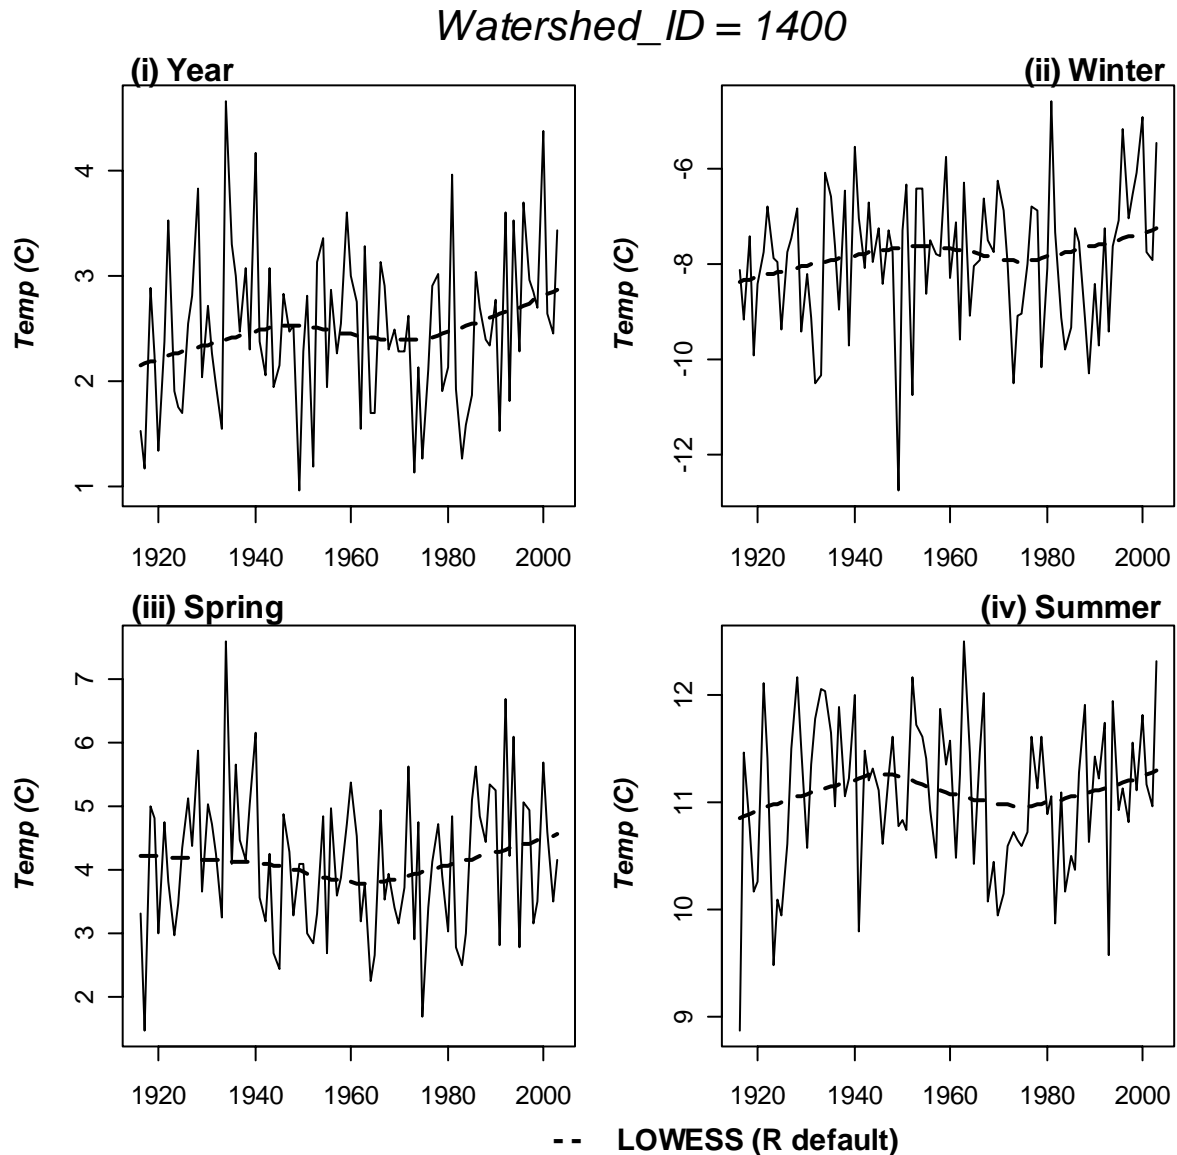 Watershed_ID = 1400
(i) Year
Temp (C)
4
3
2
1
1920 1940 1960 1980 2000
(ii) Winter
Temp (C)
-6
-8
-10
-12
1920 1940 1960 1980 2000
(iii) Spring
Temp (C)
7
6
5
4
3
2
1920 1940 1960 1980 2000
(iv) Summer
Temp (C)
12
11
10
9
1920 1940 1960 1980 2000
-- LOWESS (R default)